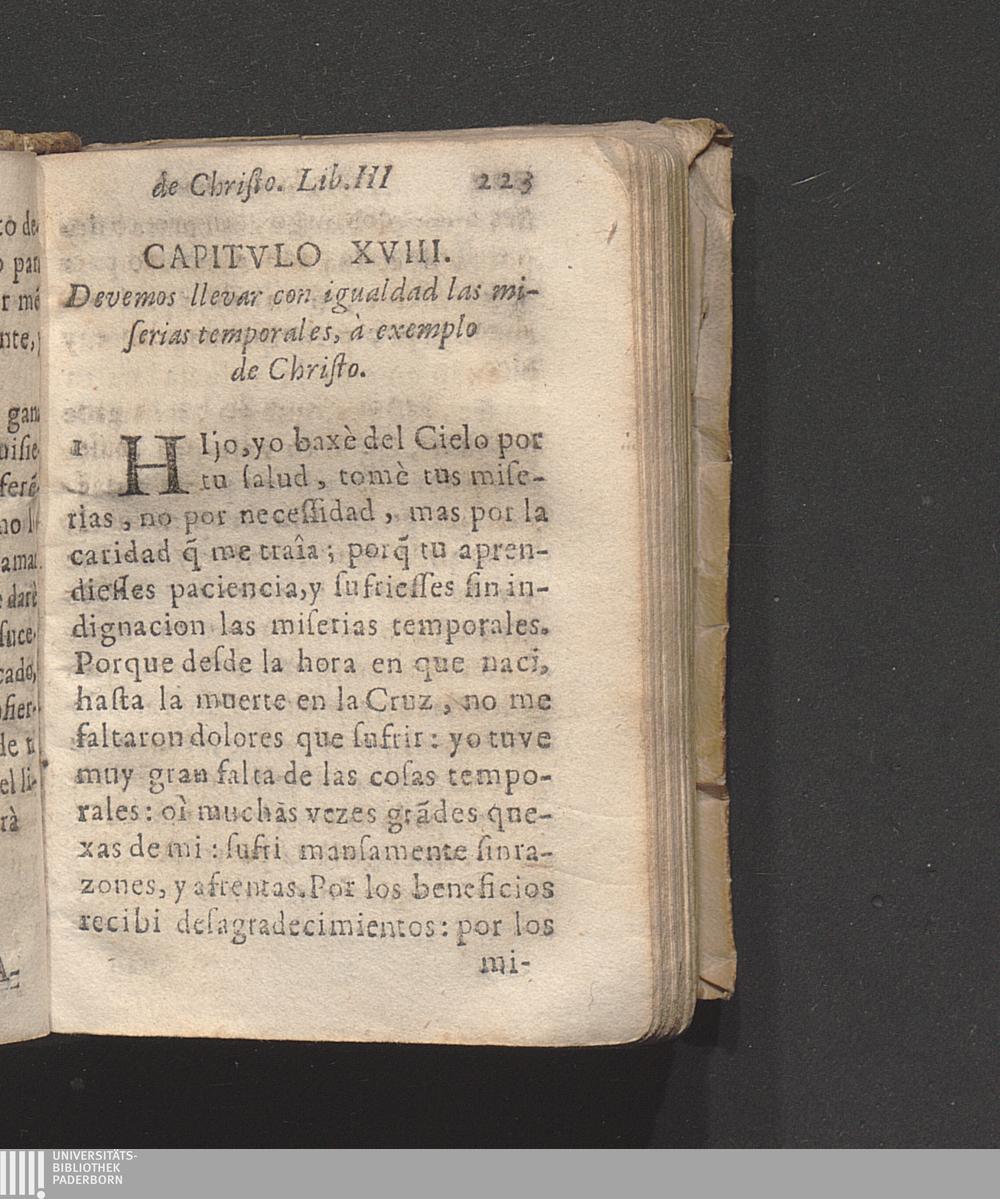 de Chriſto. Lib.III 223
CAPITVLO XVIII.
Devemos llevar con igualdad las mi-
ſerias temporales, à exemplo
de Chriſto.
1 HIjo, yo baxè del Cielo por
tu ſalud, tomè tus miſe-
rias, no por neceſſidad, mas por la
caridad q̃ me traîa; porq̃ tu apren-
dieſſes paciencia, y ſufrieſſes ſin in-
dignacion las miſerias temporales.
Porque deſde la hora en que naci,
haſta la muerte en la Cruz, no me
faltaron dolores que ſufrir: yo tuve
muy gran falta de las coſas tempo-
rales: oì muchas vezes grãdes que-
xas de mi: ſufri manſamente ſinra-
zones, y afrentas. Por los beneficios
recibi deſagradecimientos: por los
mi-
UNIVERSITÄTS-
BIBLIOTHEK
PADERBORN